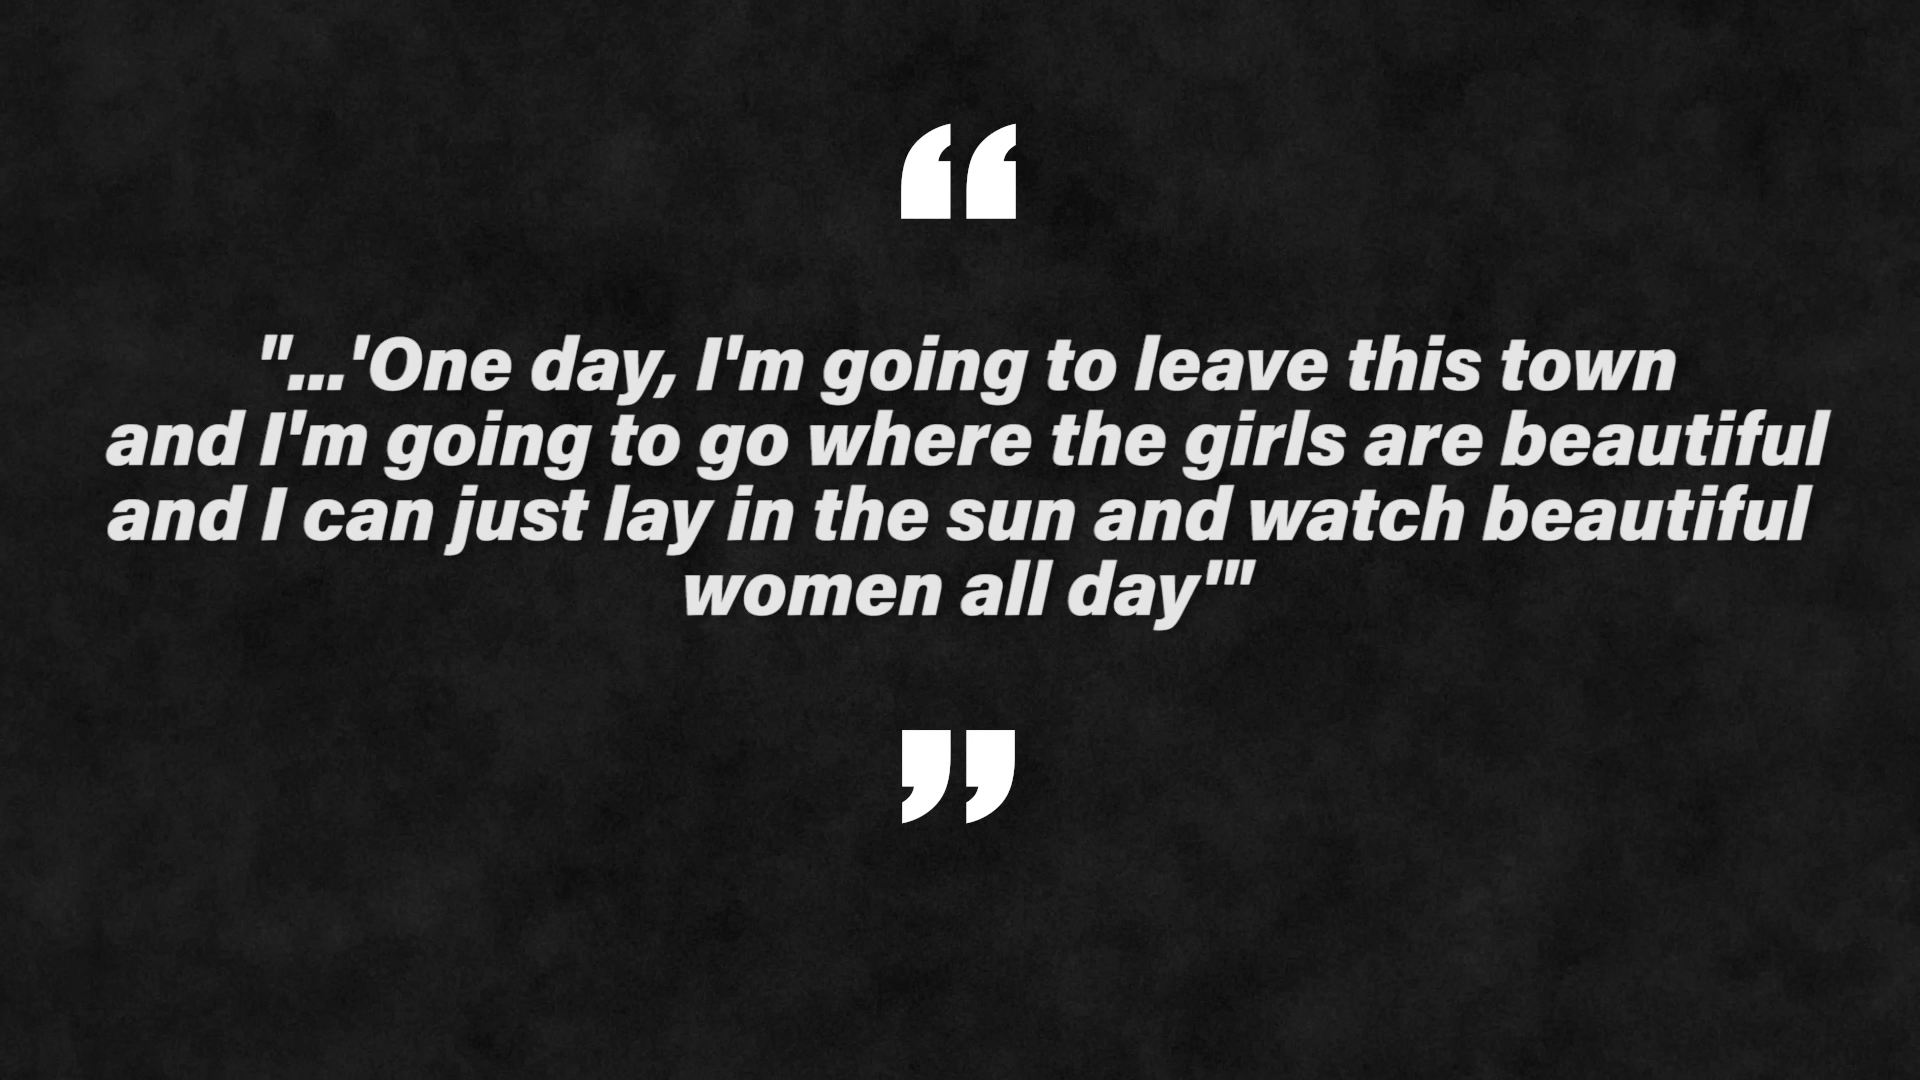 “
"...'One day, I'm going to leave this town
and I'm going to go where the girls are beautiful
and I can just lay in the sun and watch beautiful
women all day'"
”